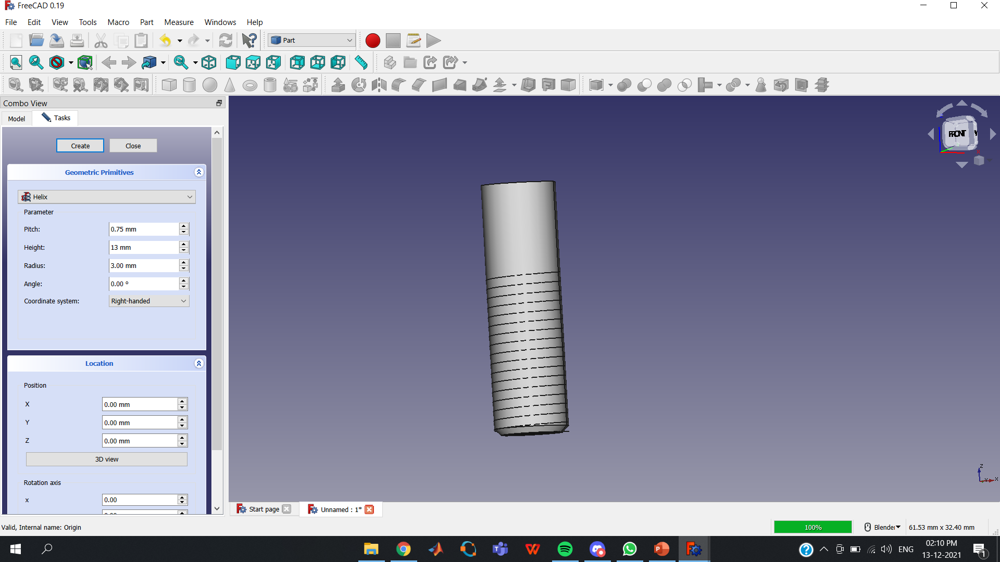 FreeCAD 0.19
File Edit View Tools Macro Part Measure Windows Help
Part
Combo View
Model Tasks
Create Close
Geometric Primitives
Helix
Parameter
Pitch: 0.75 mm
Height: 13 mm
Radius: 3.00 mm
Angle: 0.00 °
Coordinate system: Right-handed
Location
Position
X 0.00 mm
Y 0.00 mm
Z 0.00 mm
3D view
Rotation axis
x 0.00
FRONT
Z
Y X
Start page Unnamed : 1*
Valid, Internal name: Origin
100% Blender 61.53 mm x 32.40 mm
ENG
02:10 PM
13-12-2021
1